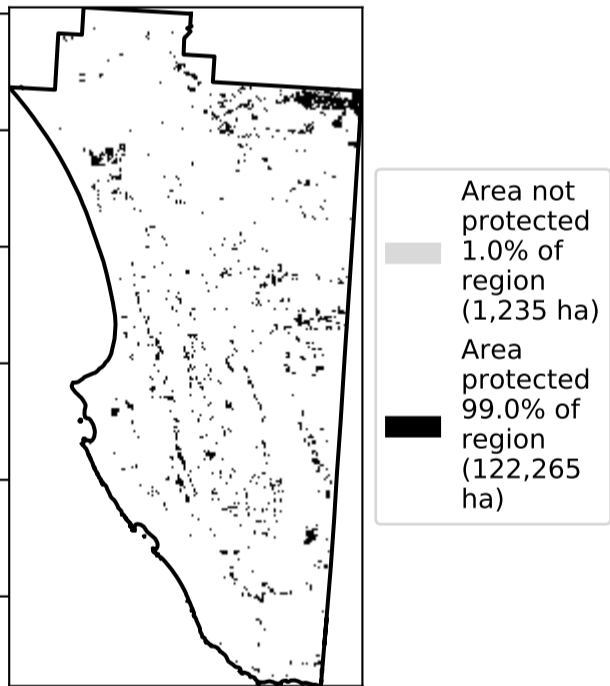 Area not
protected
1.0% of
region
(1,235 ha)
Area
protected
99.0% of
region
(122,265
ha)